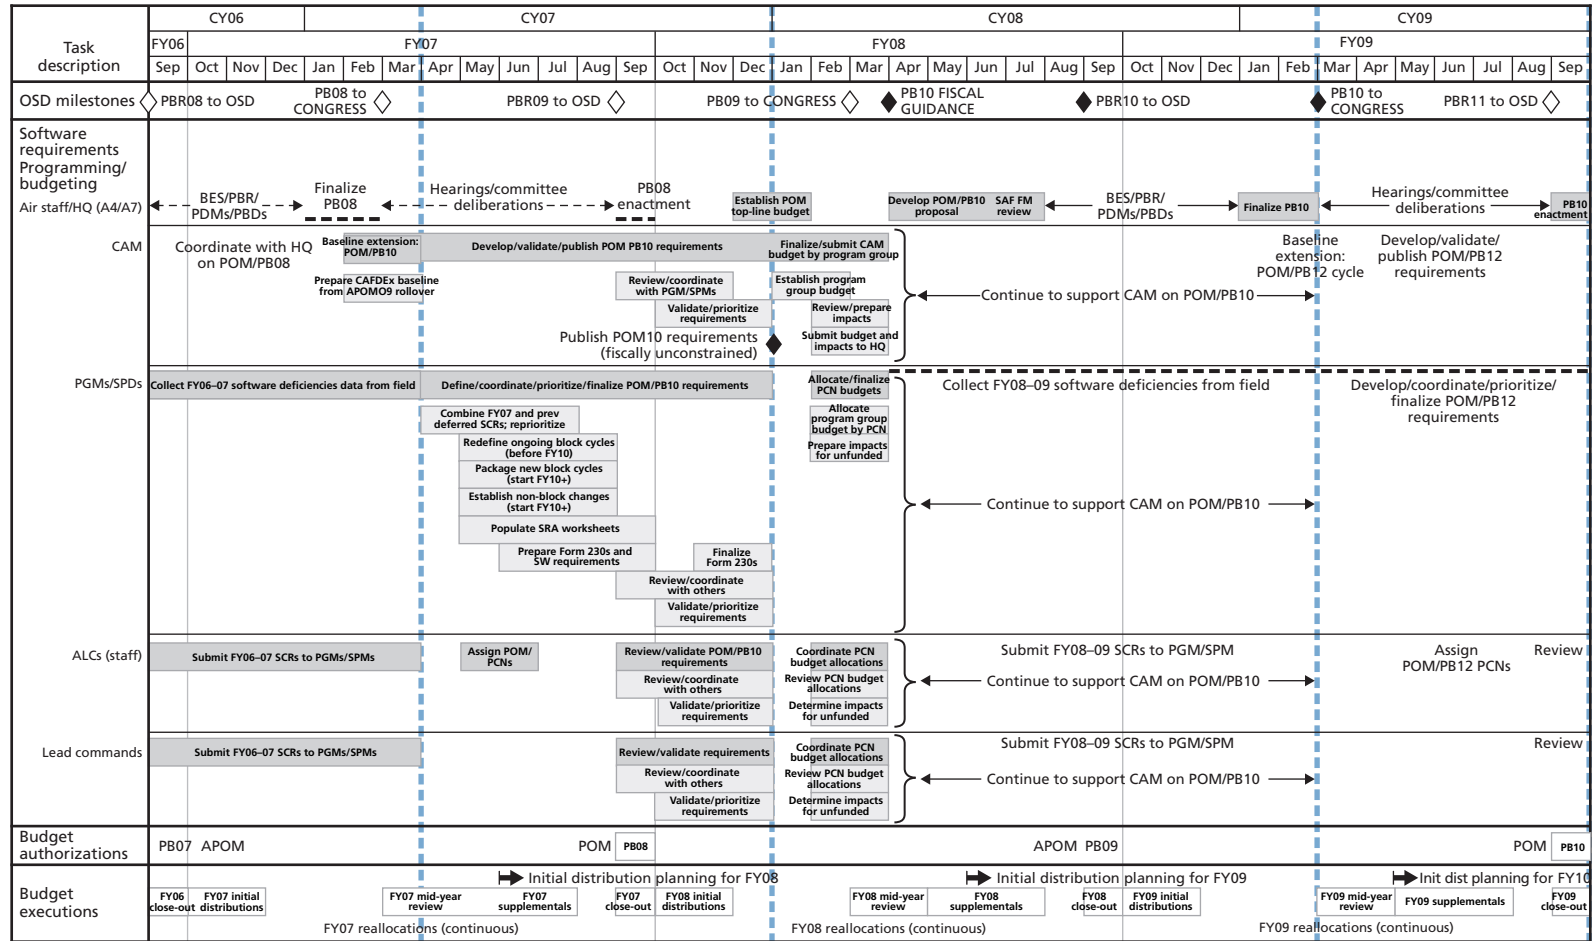 CY06 CY07 CY08 CY09
Task
description
FY06 FY07 FY08 FY09
Sep Oct Nov Dec Jan Feb Mar Apr May Jun Jul Aug Sep Oct Nov Dec Jan Feb Mar Apr May Jun Jul Aug Sep Oct Nov Dec Jan Feb Mar Apr May Jun Jul Aug Sep
OSD milestones
PBR08 to OSD
PB08 to
CONGRESS
PBR09 to OSD
PB09 to CONGRESS
PB10 FISCAL
GUIDANCE
PBR10 to OSD
PB10 to
CONGRESS
PBR11 to OSD
Software
requirements
Programming/
budgeting
Air staff/HQ (A4/A7)
BES/PBR/
PDMs/PBDs
Finalize
PB08
Hearings/committee
deliberations
PB08
enactment
Establish POM
top-line budget
Develop POM/PB10
proposal
SAF FM
review
BES/PBR/
PDMs/PBDs
Finalize PB10
Hearings/committee
deliberations
PB10
enactment
CAM
Coordinate with HQ
on POM/PB08
Baseline extension:
POM/PB10
Develop/validate/publish POM PB10 requirements
Finalize/submit CAM
budget by program group
Baseline
extension:
POM/PB12 cycle
Develop/validate/
publish POM/PB12
requirements
Prepare CAFDEx baseline
from APOMO9 rollover
Review/coordinate
with PGM/SPMs
Establish program
group budget
Continue to support CAM on POM/PB10
Validate/prioritize
requirements
Review/prepare
impacts
Publish POM10 requirements
(fiscally unconstrained)
Submit budget and
impacts to HQ
PGMs/SPDs
Collect FY06–07 software deficiencies data from field
Define/coordinate/prioritize/finalize POM/PB10 requirements
Allocate/finalize
PCN budgets
Collect FY08–09 software deficiencies from field
Develop/coordinate/prioritize/
finalize POM/PB12
requirements
Combine FY07 and prev
deferred SCRs; reprioritize
Allocate
program group
budget by PCN
Redefine ongoing block cycles
(before FY10)
Prepare impacts
for unfunded
Package new block cycles
(start FY10+)
Establish non-block changes
(start FY10+)
Continue to support CAM on POM/PB10
Populate SRA worksheets
Prepare Form 230s and
SW requirements
Finalize
Form 230s
Review/coordinate
with others
Validate/prioritize
requirements
ALCs (staff)
Submit FY06–07 SCRs to PGMs/SPMs
Assign POM/
PCNs
Review/validate POM/PB10
requirements
Coordinate PCN
budget allocations
Submit FY08–09 SCRs to PGM/SPM
Assign
POM/PB12 PCNs
Review
Review/coordinate
with others
Review PCN budget
allocations
Continue to support CAM on POM/PB10
Validate/prioritize
requirements
Determine impacts
for unfunded
Lead commands
Submit FY06–07 SCRs to PGMs/SPMs
Review/validate requirements
Coordinate PCN
budget allocations
Submit FY08–09 SCRs to PGM/SPM
Review
Review/coordinate
with others
Review PCN budget
allocations
Continue to support CAM on POM/PB10
Validate/prioritize
requirements
Determine impacts
for unfunded
Budget
authorizations
PB07 APOM
POM PB08
APOM PB09
POM PB10
Budget
executions
Initial distribution planning for FY08
Initial distribution planning for FY09
Init dist planning for FY10
FY06
close-out
FY07 initial
distributions
FY07 mid-year
review
FY07
supplementals
FY07
close-out
FY08 initial
distributions
FY08 mid-year
review
FY08
supplementals
FY08
close-out
FY09 initial
distributions
FY09 mid-year
review
FY09 supplementals
FY09
close-out
FY07 reallocations (continuous)
FY08 reallocations (continuous)
FY09 reallocations (continuous)